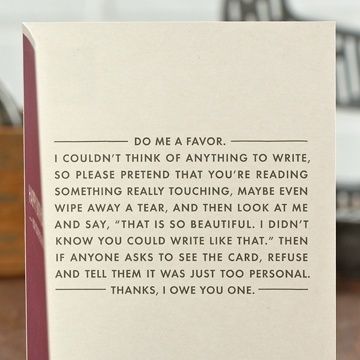 DO ME A FAVOR.
I COULDN'T THINK OF ANYTHING TO WRITE,
SO PLEASE PRETEND THAT YOU'RE READING
SOMETHING REALLY TOUCHING, MAYBE EVEN
WIPE AWAY A TEAR, AND THEN LOOK AT ME
AND SAY, "THAT IS SO BEAUTIFUL. I DIDN'T
KNOW YOU COULD WRITE LIKE THAT." THEN
IF ANYONE ASKS TO SEE THE CARD, REFUSE
AND TELL THEM IT WAS JUST TOO PERSONAL.
THANKS, I OWE YOU ONE.